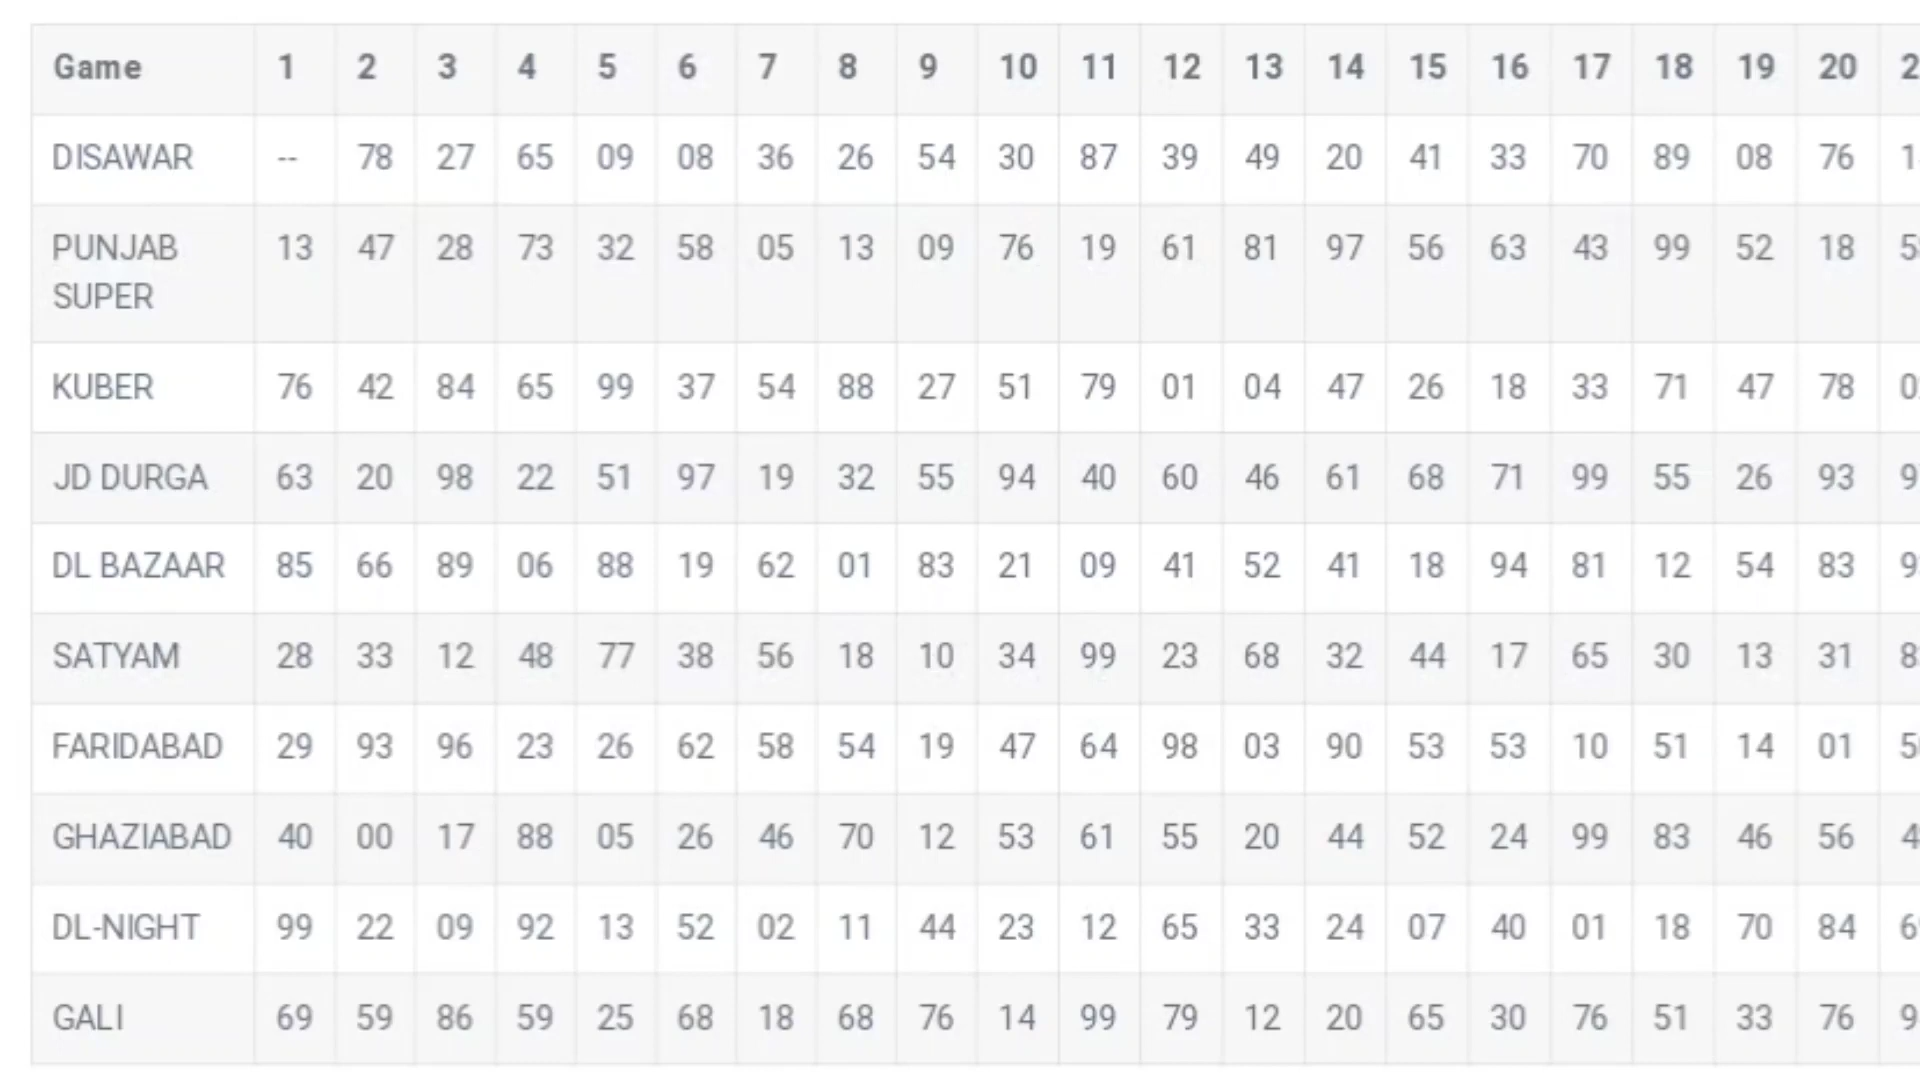 Game 1 2 3 4 5 6 7 8 9 10 11 12 13 14 15 16 17 18 19 20
DISAWAR -- 78 27 65 09 08 36 26 54 30 87 39 49 20 41 33 70 89 08 76
PUNJAB 13 47 28 73 32 58 05 13 09 76 19 61 81 97 56 63 43 99 52 18
SUPER
KUBER 76 42 84 65 99 37 54 88 27 51 79 01 04 47 26 18 33 71 47 78
JD DURGA 63 20 98 22 51 97 19 32 55 94 40 60 46 61 68 71 99 55 26 93
DL BAZAAR 85 66 89 06 88 19 62 01 83 21 09 41 52 41 18 94 81 12 54 83
SATYAM 28 33 12 48 77 38 56 18 10 34 99 23 68 32 44 17 65 30 13 31
FARIDABAD 29 93 96 23 26 62 58 54 19 47 64 98 03 90 53 53 10 51 14 01
GHAZIABAD 40 00 17 88 05 26 46 70 12 53 61 55 20 44 52 24 99 83 46 56
DL-NIGHT 99 22 09 92 13 52 02 11 44 23 12 65 33 24 07 40 01 18 70 84
GALI 69 59 86 59 25 68 18 68 76 14 99 79 12 20 65 30 76 51 33 76